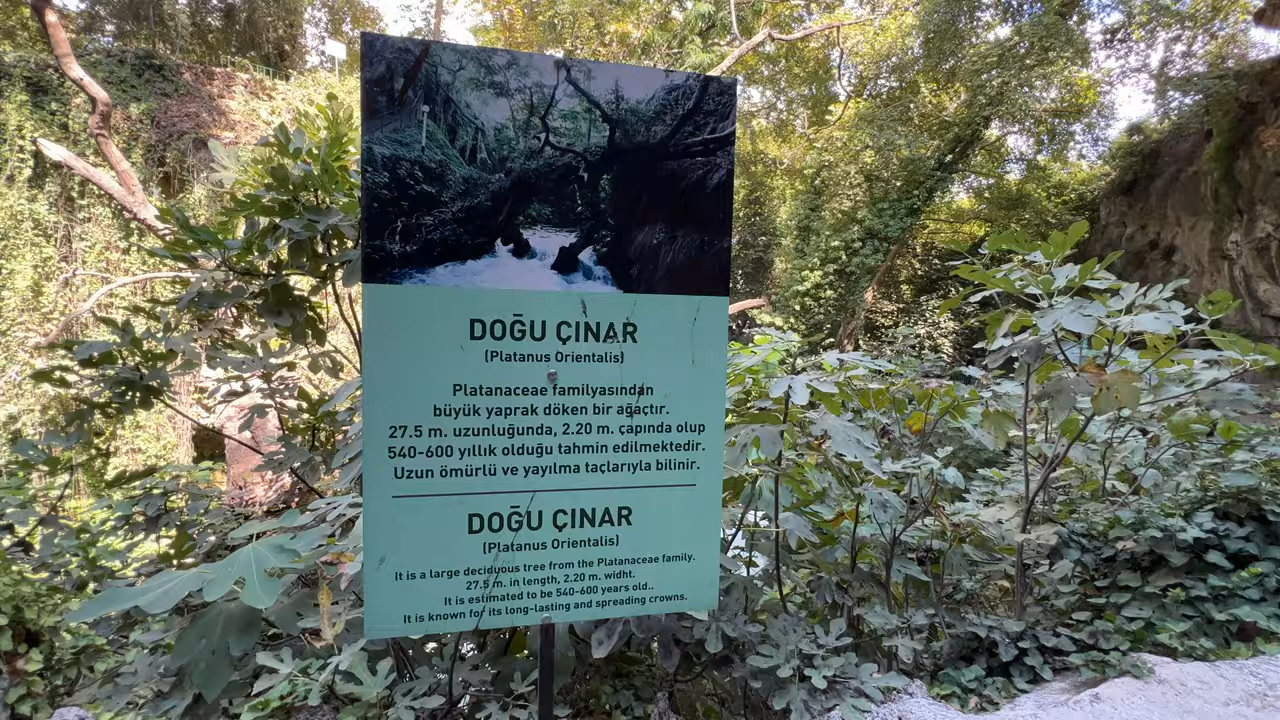 DOĞU ÇINAR
(Platanus Orientalis)
Platanaceae familyasından
büyük yaprak döken bir ağaçtır.
27.5 m. uzunluğunda, 2.20 m. çapında olup
540-600 yıllık olduğu tahmin edilmektedir.
Uzun ömürlü ve yayılma taçlarıyla bilinir.
DOĞU ÇINAR
(Platanus Orientalis)
It is a large deciduous tree from the Platanaceae family.
27.5 m. in length, 2.20 m. widht.
It is estimated to be 540-600 years old..
It is known for its long-lasting and spreading crowns.